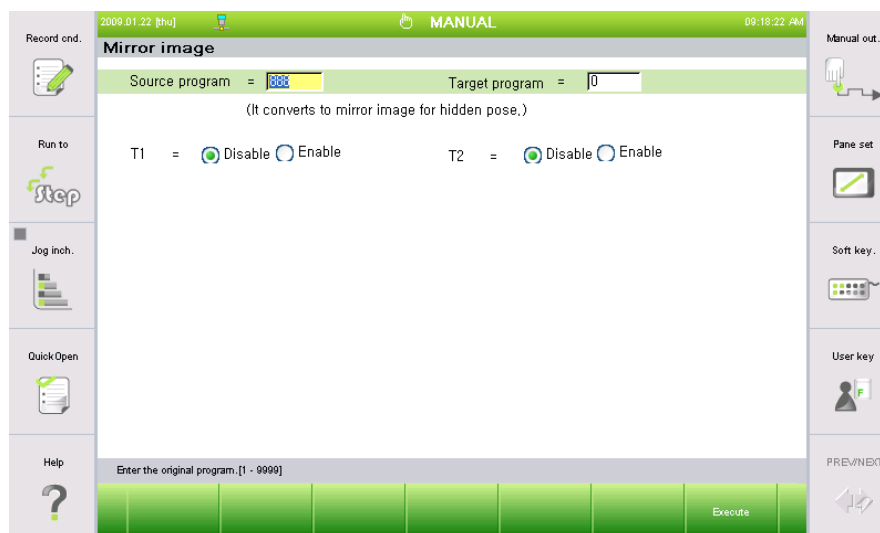 2009.01.22 [thu] MANUAL 09:18:22 AM
Record cnd.
Mirror image
Manual out.
Source program = 888 Target program = 0
(It converts to mirror image for hidden pose.)
Run to
T1 = Disable Enable T2 = Disable Enable
Pane set
Step
Jog inch.
Soft key.
Quick Open
User key
F
Help
Enter the original program.[1 - 9999]
PREV/NEXT
?
Execute